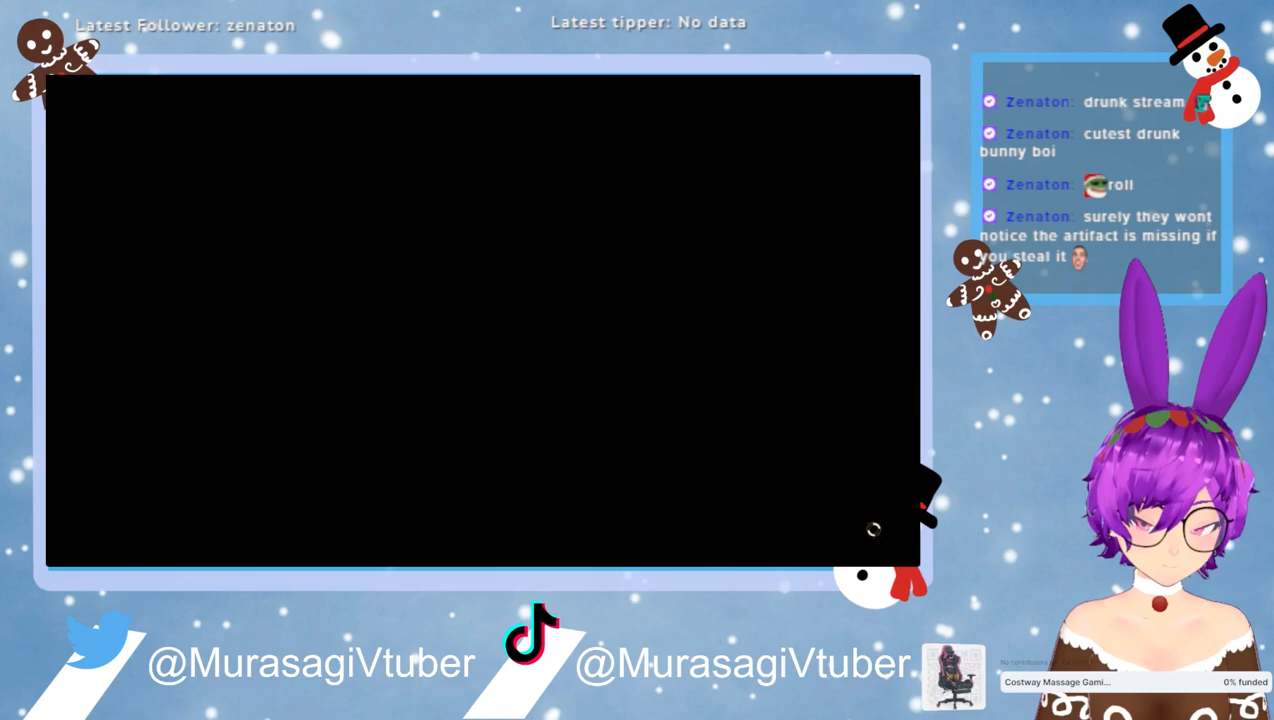 Latest Follower: zenaton
Latest tipper: No data
Zenaton: drunk stream
Zenaton: cutest drunk
bunny boi
Zenaton: roll
Zenaton: surely they wont
notice the artifact is missing if
you steal it
@MurasagiVtuber
@MurasagiVtuber
Costway Massage Gami...
0% funded